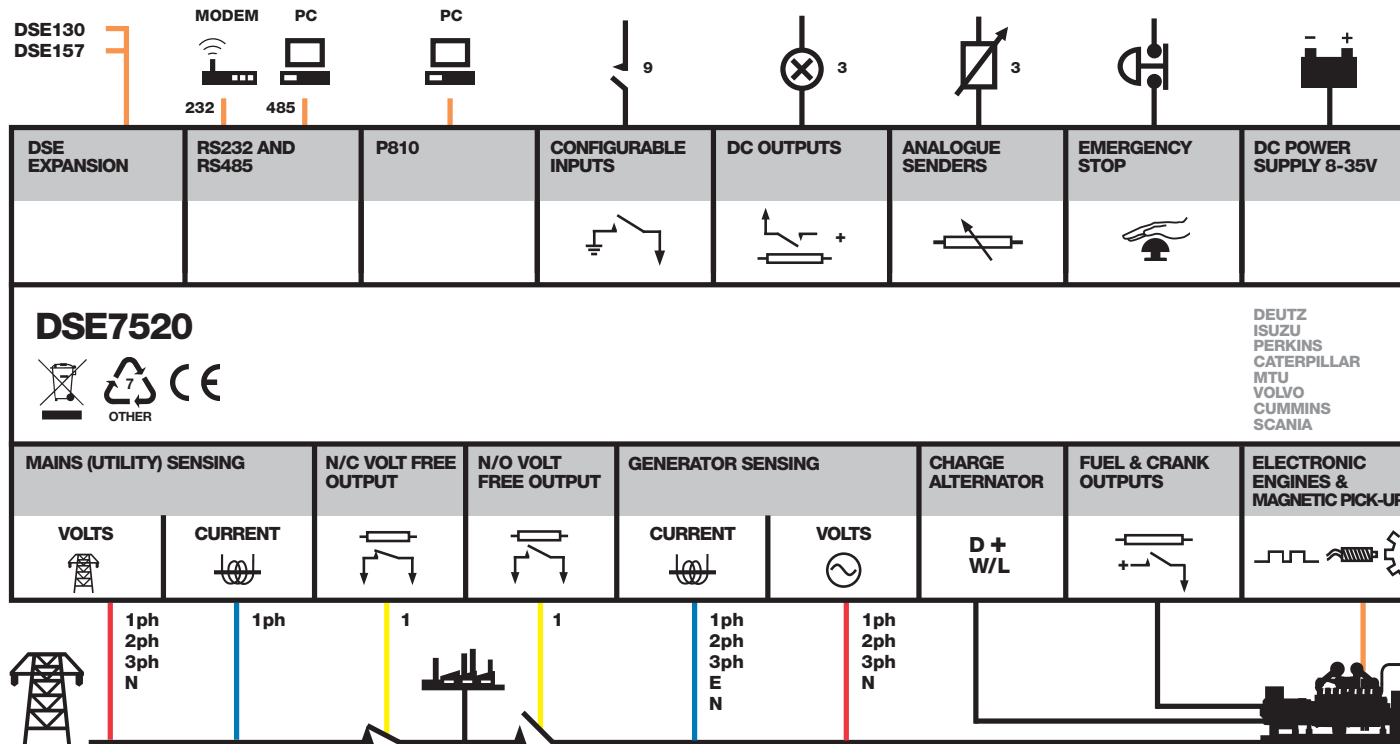 DSE130
DSE157
MODEM
PC
PC
232
485
9
3
3
– +
DSE
EXPANSION
RS232 AND
RS485
P810
CONFIGURABLE
INPUTS
DC OUTPUTS
ANALOGUE
SENDERS
EMERGENCY
STOP
DC POWER
SUPPLY 8-35V
+
DSE7520
7
OTHER
CE
DEUTZ
ISUZU
PERKINS
CATERPILLAR
MTU
VOLVO
CUMMINS
SCANIA
MAINS (UTILITY) SENSING
VOLTS
CURRENT
N/C VOLT FREE
OUTPUT
N/O VOLT
FREE OUTPUT
GENERATOR SENSING
CURRENT
VOLTS
CHARGE
ALTERNATOR
D +
W/L
FUEL & CRANK
OUTPUTS
+
ELECTRONIC
ENGINES &
MAGNETIC PICK-UP
1ph
2ph
3ph
N
1ph
1
1
1ph
2ph
3ph
E
N
1ph
2ph
3ph
N